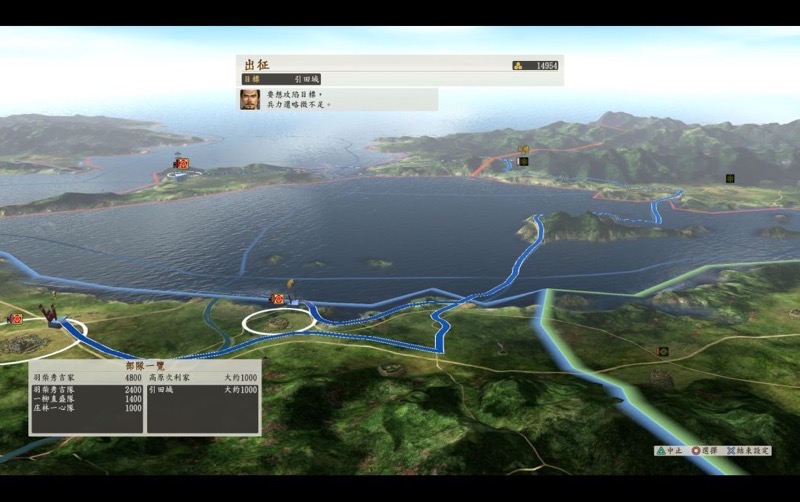 出征
14954
目標 引田城
要想攻陷目標，
兵力還略微不足。
部隊一覽
羽柴秀吉家 4800 高原次利家 大約1000
羽柴秀吉隊 2400 引田城 大約1000
一柳直盛隊 1400
庄林一心隊 1000
中止 選擇 結束設定